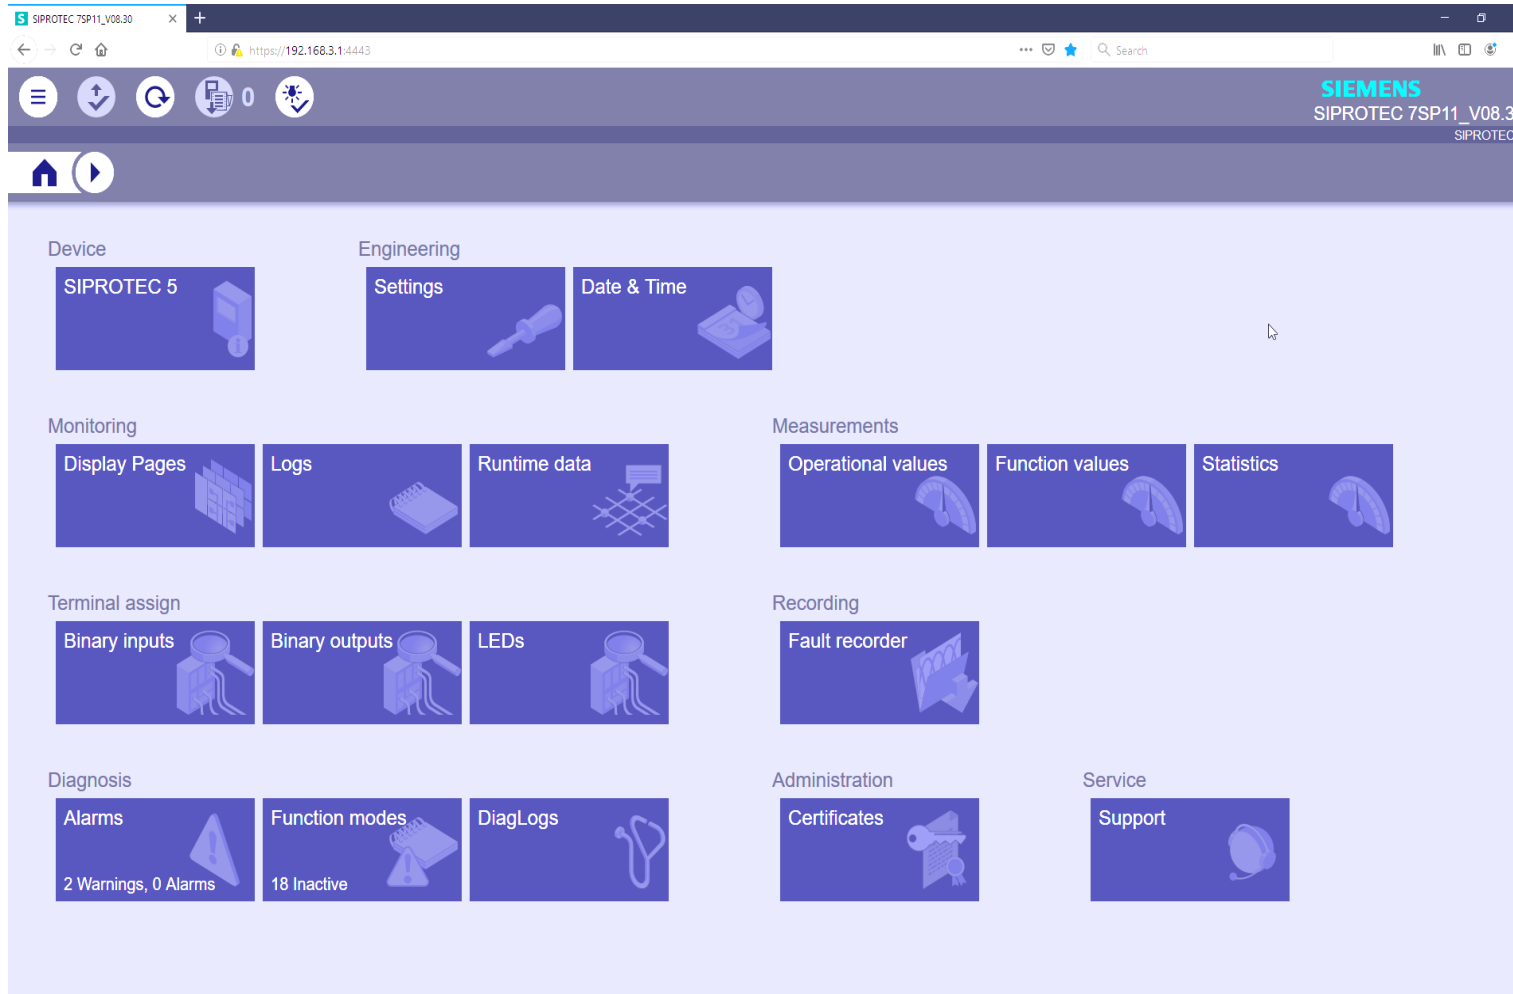 SIPROTEC 7SP11_V08.30
https://192.168.3.1:4443
Search
0
SIEMENS
SIPROTEC 7SP11_V08.3
SIPROTEC
Device
Engineering
SIPROTEC 5
Settings
Date & Time
Monitoring
Measurements
Display Pages
Logs
Runtime data
Operational values
Function values
Statistics
Terminal assign
Recording
Binary inputs
Binary outputs
LEDs
Fault recorder
Diagnosis
Administration
Service
Alarms
2 Warnings, 0 Alarms
Function modes
18 Inactive
DiagLogs
Certificates
Support